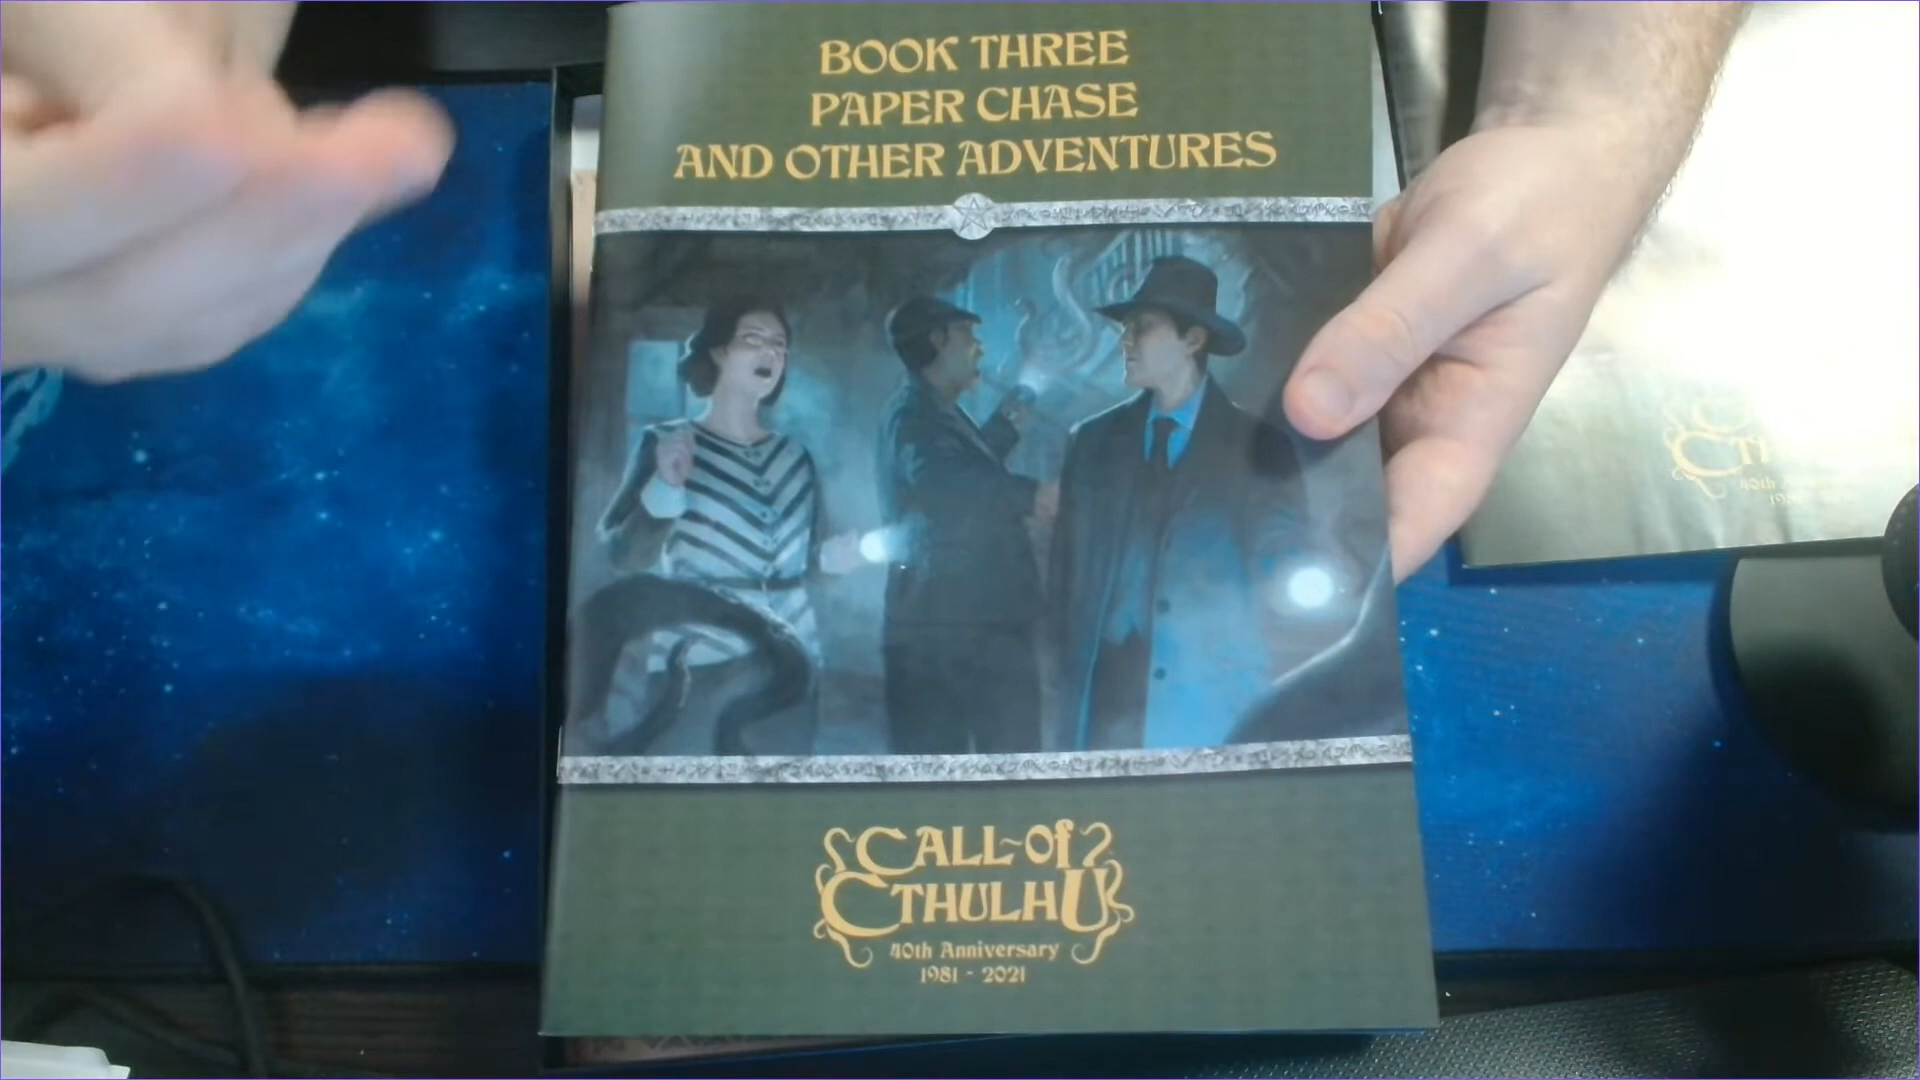 BOOK THREE
PAPER CHASE
AND OTHER ADVENTURES
CALL OF
CTHULHU
40th Anniversary
1981 - 2021